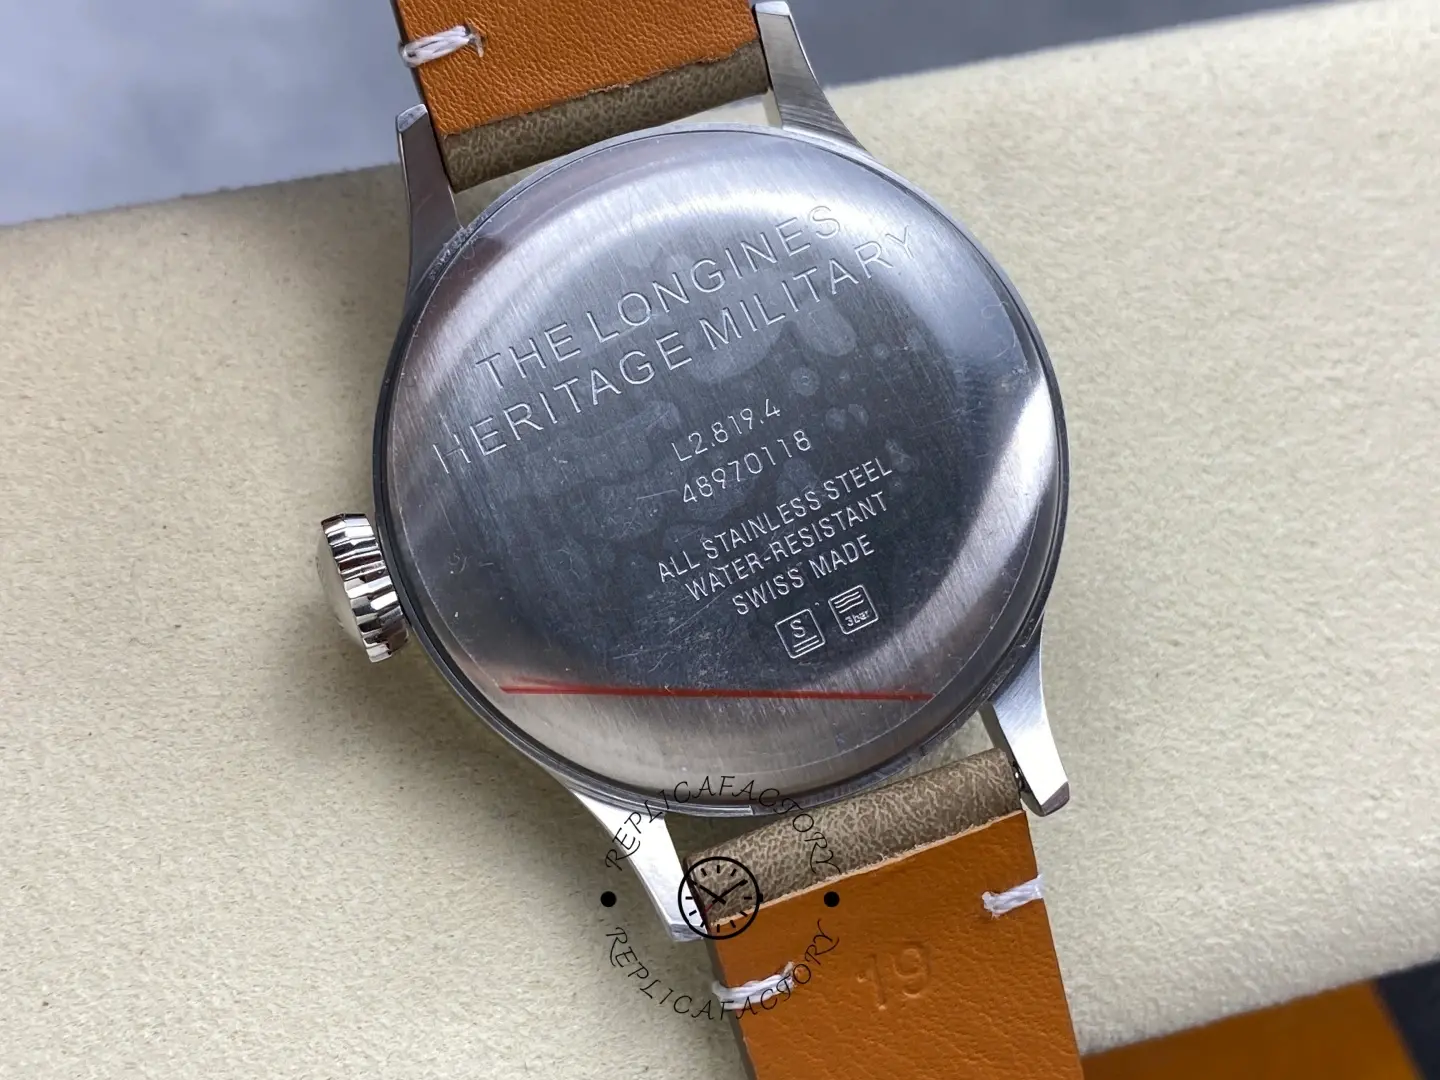 THE LONGINES
HERITAGE MILITARY
L2.819.4
48970118
ALL STAINLESS STEEL
WATER-RESISTANT
SWISS MADE
S
3bar
REPLICAFACTORY
REPLICAFACTORY
19